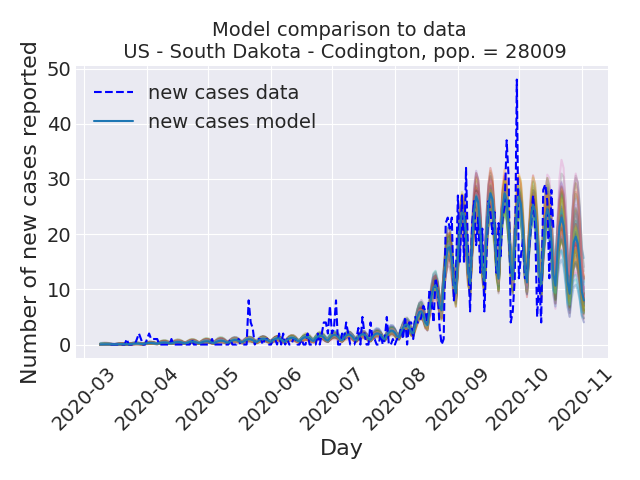 Model comparison to data
US - South Dakota - Codington, pop. = 28009
Number of new cases reported
50
40
30
20
10
0
new cases data
new cases model
2020-03
2020-04
2020-05
2020-06
2020-07
2020-08
2020-09
2020-10
2020-11
Day